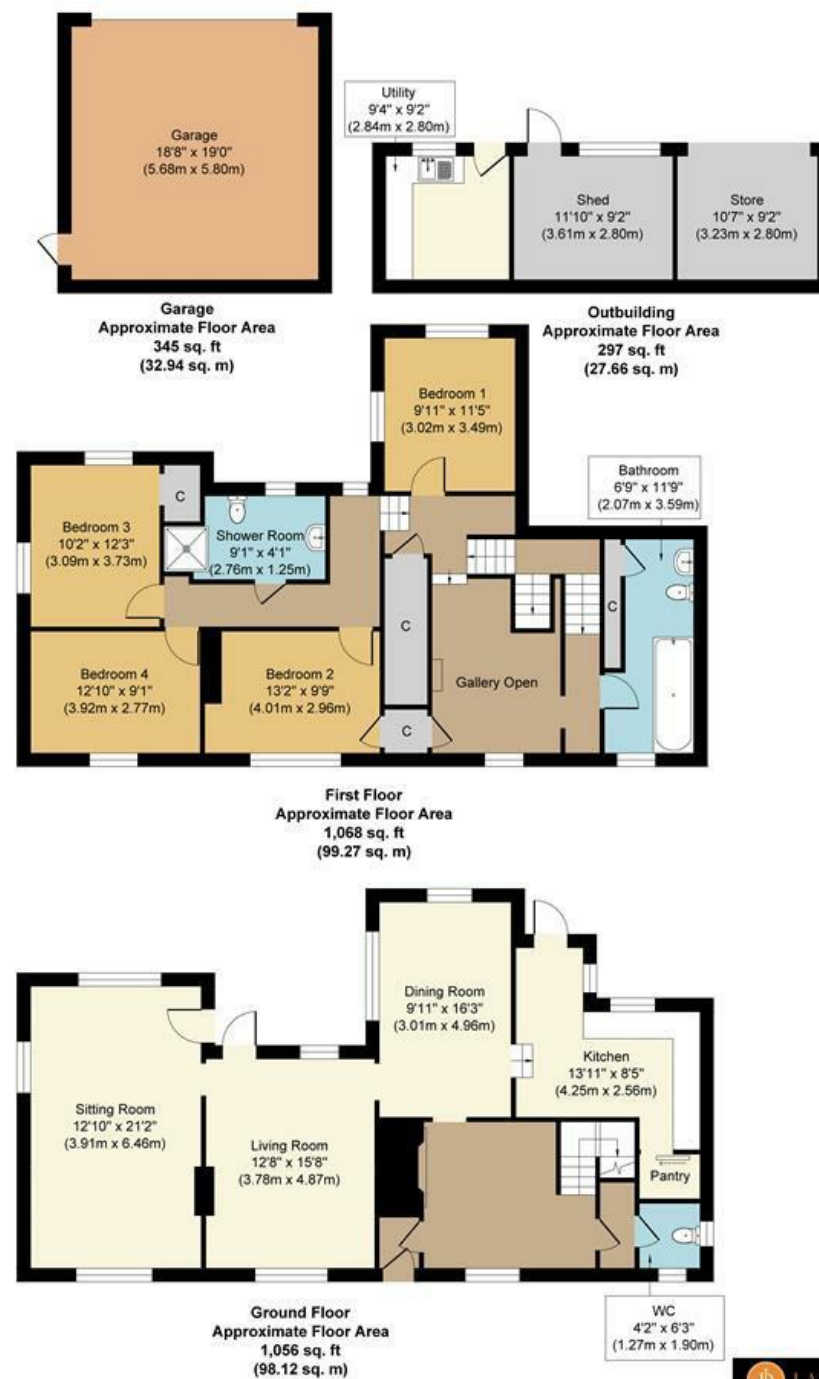 Garage
18'8" x 19'0"
(5.68m x 5.80m)
Garage
Approximate Floor Area
345 sq. ft
(32.94 sq. m)
Utility
9'4" x 9'2"
(2.84m x 2.80m)
Shed
11'10" x 9'2"
(3.61m x 2.80m)
Store
10'7" x 9'2"
(3.23m x 2.80m)
Outbuilding
Approximate Floor Area
297 sq. ft
(27.66 sq. m)
Bedroom 1
9'11" x 11'5"
(3.02m x 3.49m)
Bathroom
6'9" x 11'9"
(2.07m x 3.59m)
Bedroom 3
10'2" x 12'3"
(3.09m x 3.73m)
C
Shower Room
9'1" x 4'1"
(2.76m x 1.25m)
C
C
Bedroom 4
12'10" x 9'1"
(3.92m x 2.77m)
Bedroom 2
13'2" x 9'9"
(4.01m x 2.96m)
Gallery Open
C
First Floor
Approximate Floor Area
1,068 sq. ft
(99.27 sq. m)
Dining Room
9'11" x 16'3"
(3.01m x 4.96m)
Kitchen
13'11" x 8'5"
(4.25m x 2.56m)
Sitting Room
12'10" x 21'2"
(3.91m x 6.46m)
Living Room
12'8" x 15'8"
(3.78m x 4.87m)
Pantry
WC
4'2" x 6'3"
(1.27m x 1.90m)
Ground Floor
Approximate Floor Area
1,056 sq. ft
(98.12 sq. m)